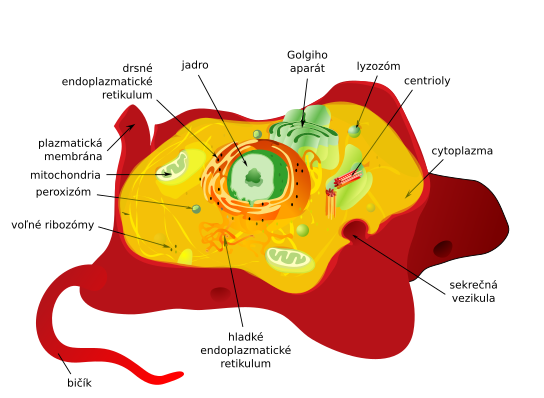 drsné
endoplazmatické
retikulum
jadro
Golgiho
aparát
lyzozóm
centrioly
plazmatická
membrána
cytoplazma
mitochondria
peroxizóm
voľné ribozómy
sekrečná
vezikula
hladké
endoplazmatické
retikulum
bičík